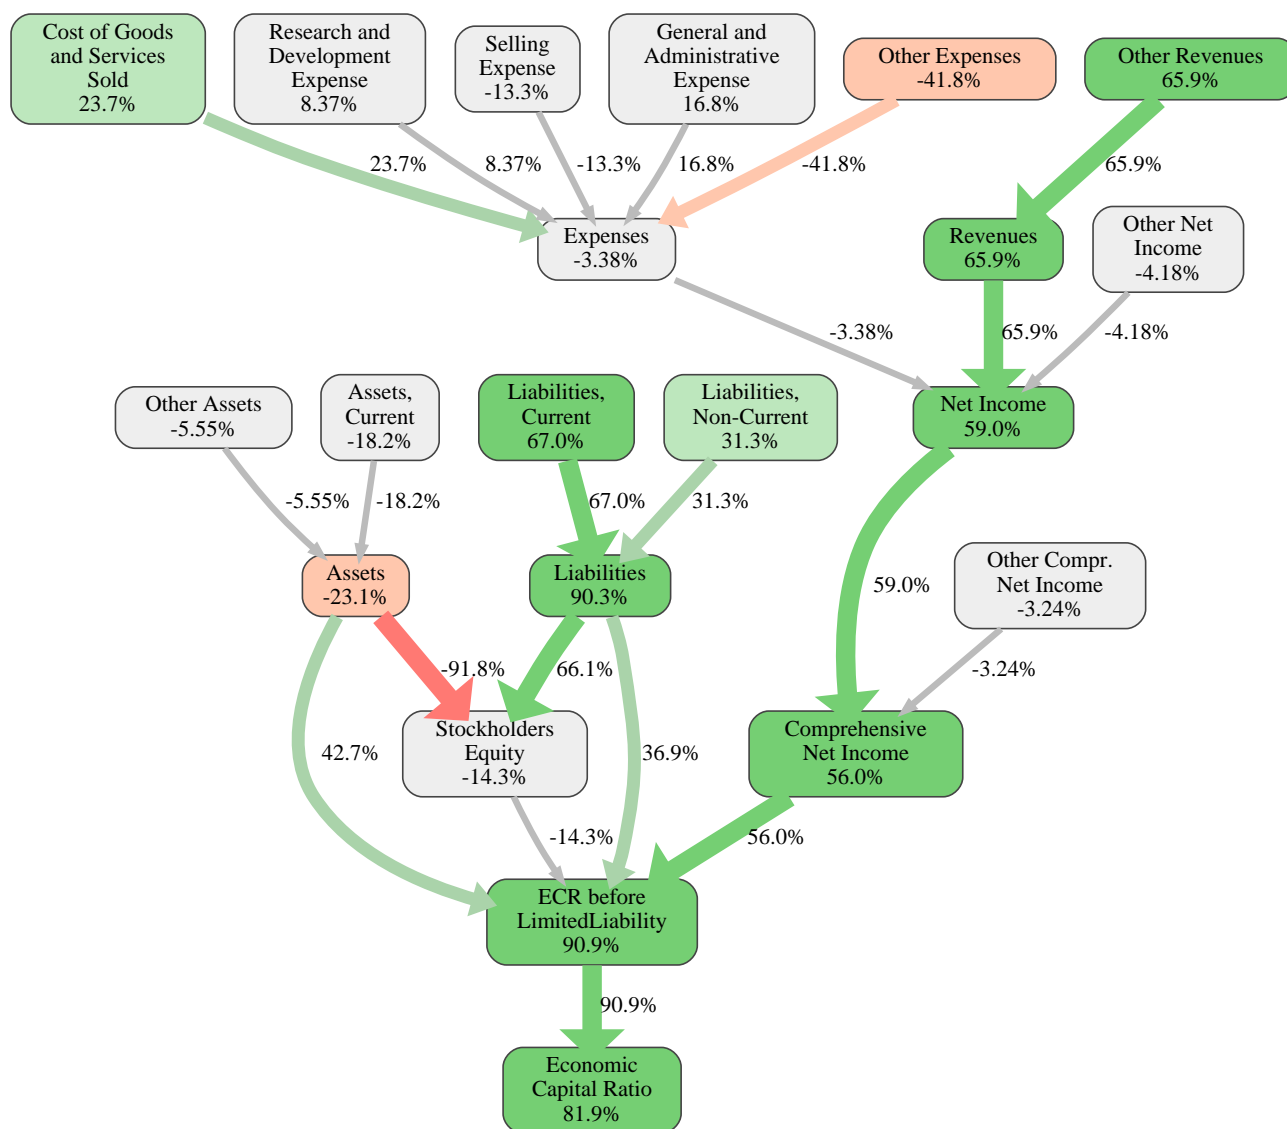 Cost of Goods
and Services
Sold
23.7%
Research and
Development
Expense
8.37%
Selling
Expense
-13.3%
General and
Administrative
Expense
16.8%
Other Expenses
-41.8%
Other Revenues
65.9%
23.7%
8.37%
-13.3%
16.8%
-41.8%
65.9%
Expenses
-3.38%
Revenues
65.9%
Other Net
Income
-4.18%
-3.38%
65.9%
-4.18%
Other Assets
-5.55%
Assets,
Current
-18.2%
Liabilities,
Current
67.0%
Liabilities,
Non-Current
31.3%
Net Income
59.0%
-5.55%
-18.2%
67.0%
31.3%
Assets
-23.1%
Liabilities
90.3%
59.0%
Other Compr.
Net Income
-3.24%
-91.8%
66.1%
-3.24%
Stockholders
Equity
-14.3%
Comprehensive
Net Income
56.0%
42.7%
36.9%
-14.3%
56.0%
ECR before
LimitedLiability
90.9%
90.9%
Economic
Capital Ratio
81.9%